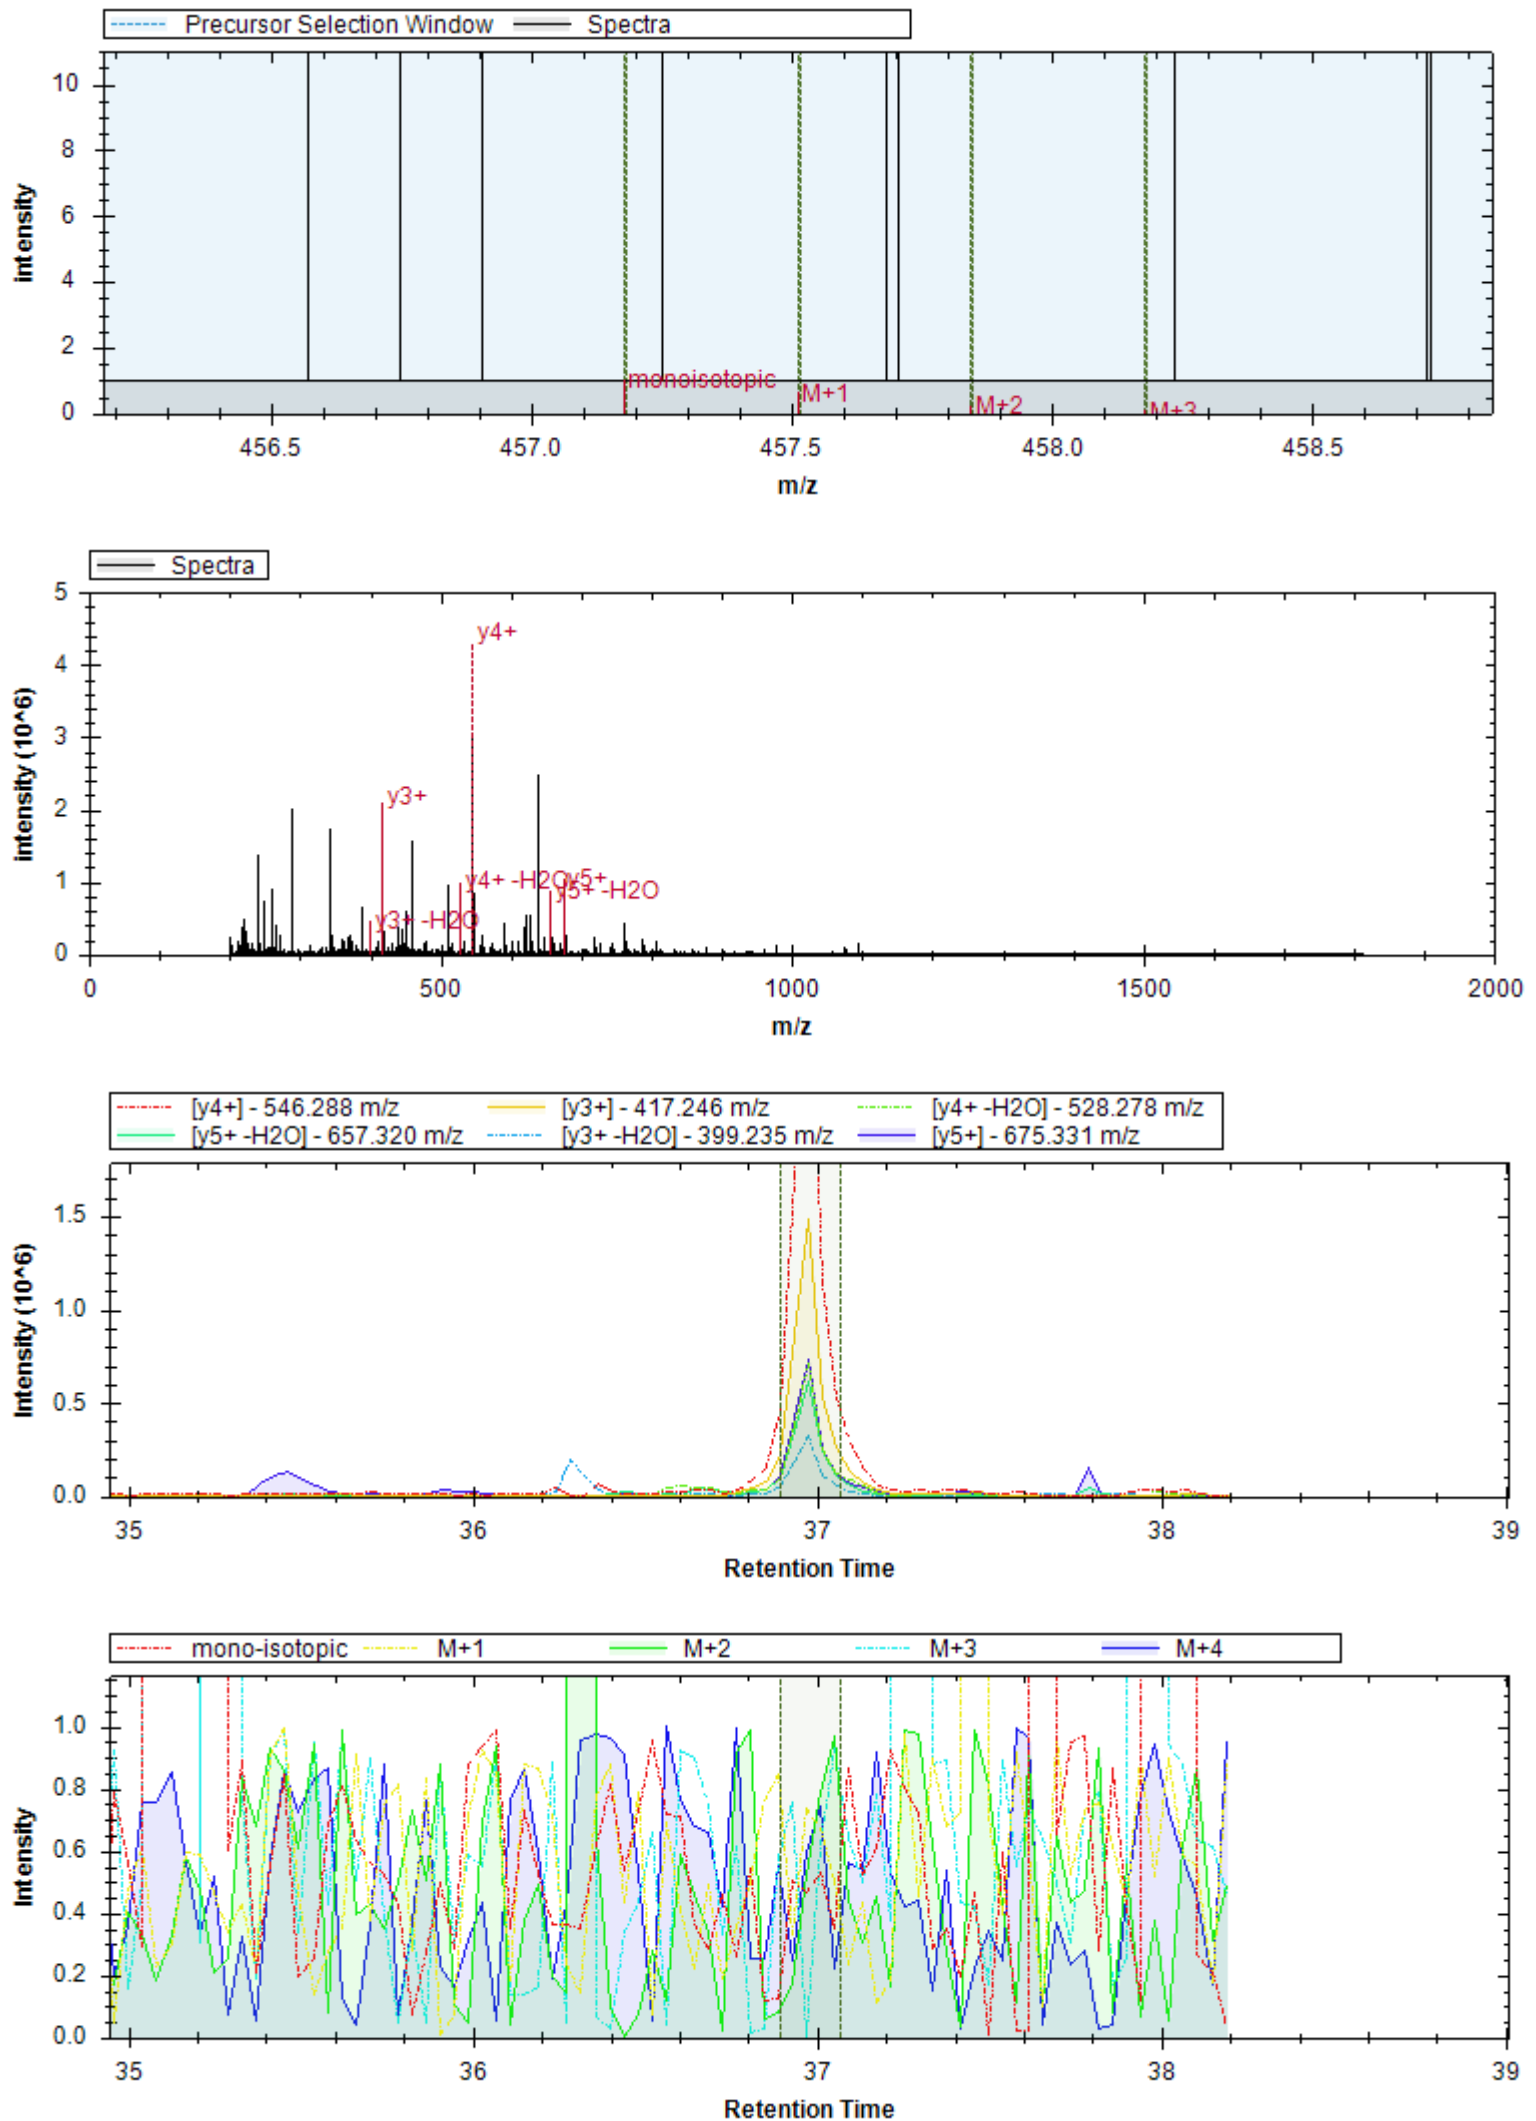 Precursor Selection Window Spectra
10
8
6
4
2
0
intensity
monoisotopic
M+1
M+2
M+3
456.5 457.0 457.5 458.0 458.5
m/z
Spectra
5
4
3
2
1
0
intensity (10^6)
y4+
y3+
y4+ -H2O
y5+
y5+ -H2O
y3+ -H2O
0 500 1000 1500 2000
m/z
[y4+] - 546.288 m/z [y3+] - 417.246 m/z [y4+ -H2O] - 528.278 m/z
[y5+ -H2O] - 657.320 m/z [y3+ -H2O] - 399.235 m/z [y5+] - 675.331 m/z
1.5
1.0
0.5
0.0
Intensity (10^6)
35 36 37 38 39
Retention Time
mono-isotopic M+1 M+2 M+3 M+4
1.0
0.8
0.6
0.4
0.2
0.0
Intensity
35 36 37 38 39
Retention Time